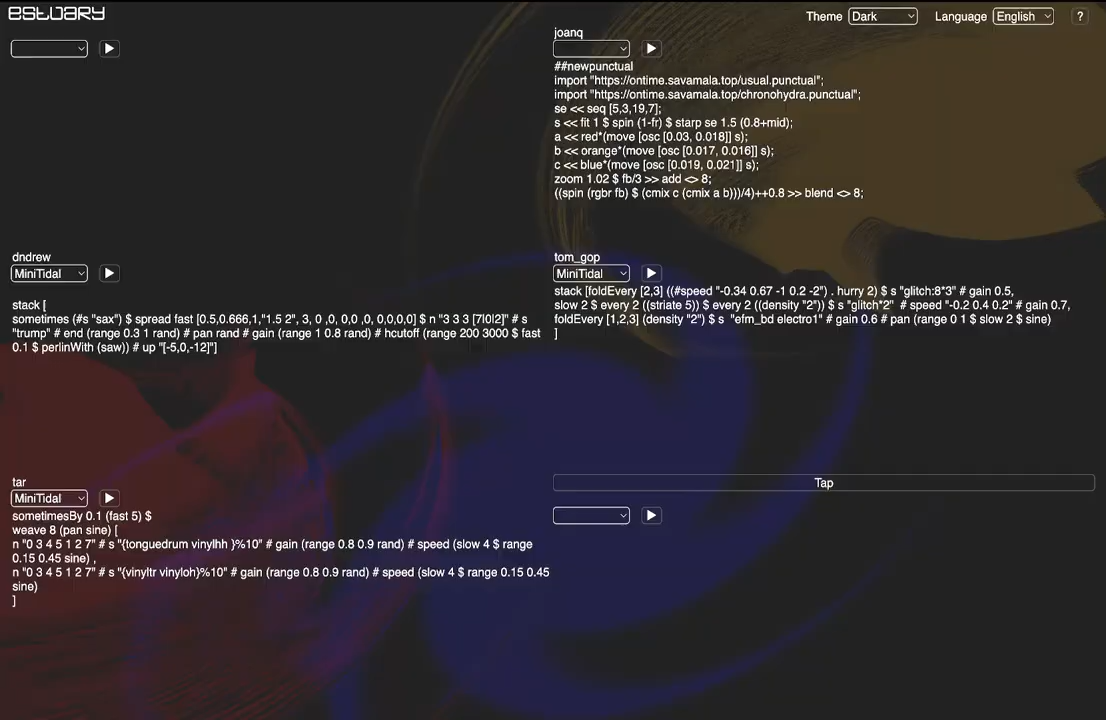 estuary
Theme Dark Language English ?
joanq
##newpunctual
import "https://ontime.savamala.top/usual.punctual";
import "https://ontime.savamala.top/chronohydra.punctual";
se << seq [5,3,19,7];
s << fit 1 $ spin (1-fr) $ starp se 1.5 (0.8+mid);
a << red*(move [osc [0.03, 0.018]] s);
b << orange*(move [osc [0.017, 0.016]] s);
c << blue*(move [osc [0.019, 0.021]] s);
zoom 1.02 $ fb/3 >> add <> 8;
((spin (rgbr fb) $ (cmix c (cmix a b)))/4)++0.8 >> blend <> 8;
dndrew
MiniTidal
stack [
sometimes (#s "sax") $ spread fast [0.5,0.666,1,"1.5 2", 3, 0 ,0, 0,0 ,0, 0,0,0,0] $ n "3 3 3 [7!0!2]" # s
"trump" # end (range 0.3 1 rand) # pan rand # gain (range 1 0.8 rand) # hcutoff (range 200 3000 $ fast
0.1 $ perlinWith (saw)) # up "[-5,0,-12]"]
tom_gop
MiniTidal
stack [foldEvery [2,3] ((#speed "-0.34 0.67 -1 0.2 -2") . hurry 2) $ s "glitch:8*3" # gain 0.5,
slow 2 $ every 2 ((striate 5)) $ every 2 ((density "2")) $ s "glitch*2"  # speed "-0.2 0.4 0.2" # gain 0.7,
foldEvery [1,2,3] (density "2") $ s  "efm_bd electro1" # gain 0.6 # pan (range 0 1 $ slow 2 $ sine)
]
tar
MiniTidal
sometimesBy 0.1 (fast 5) $
weave 8 (pan sine) [
n "0 3 4 5 1 2 7" # s "{tonguedrum vinylhh }%10" # gain (range 0.8 0.9 rand) # speed (slow 4 $ range
0.15 0.45 sine) ,
n "0 3 4 5 1 2 7" # s "{vinyltr vinyloh}%10" # gain (range 0.8 0.9 rand) # speed (slow 4 $ range 0.15 0.45
sine)
]
Tap